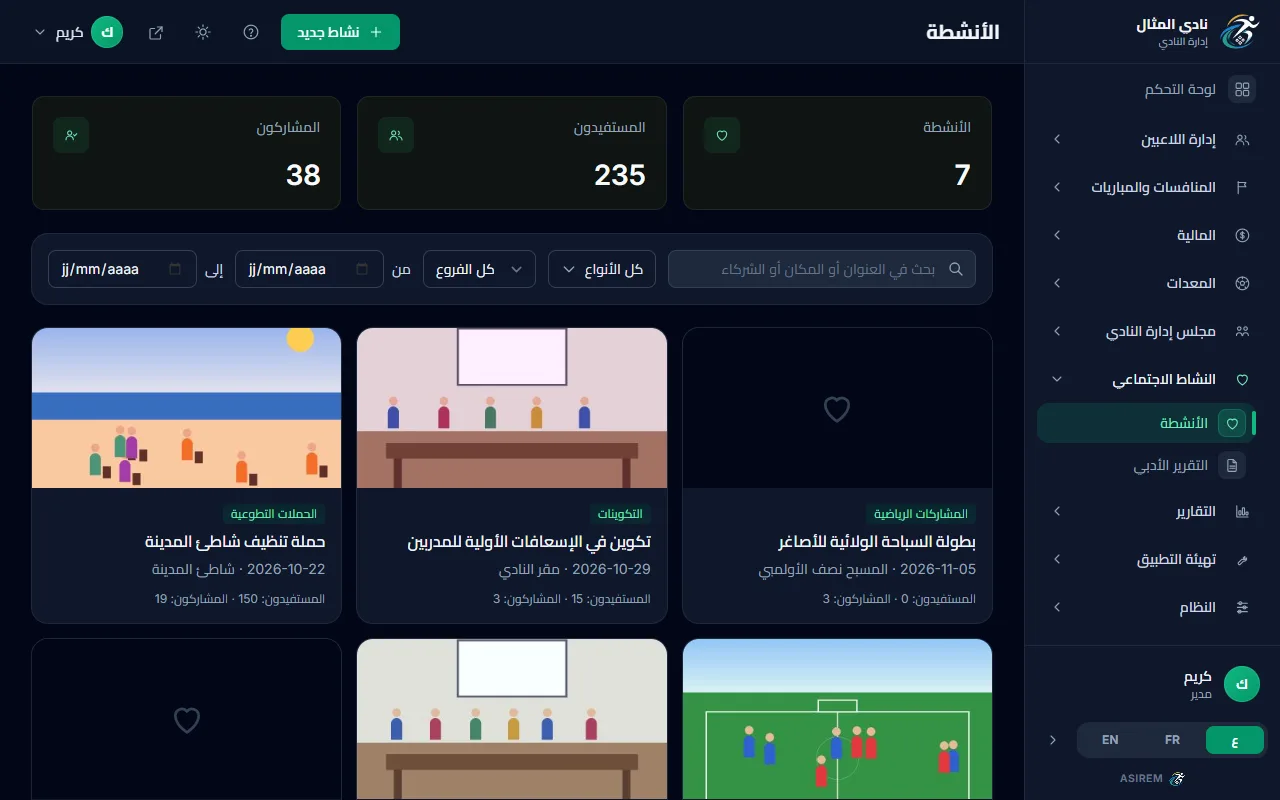 نادي المثال
إدارة النادي
لوحة التحكم
إدارة اللاعبين
المنافسات والمباريات
المالية
المعدات
مجلس إدارة النادي
النشاط الاجتماعي
الأنشطة
التقرير الأدبي
التقارير
تهيئة التطبيق
النظام
ك
كريم
مدير
ع FR EN
ASIREM
الأنشطة
+ نشاط جديد
ك كريم
الأنشطة
7
المستفيدون
235
المشاركون
38
بحث في العنوان أو المكان أو الشركاء
كل الأنواع
كل الفروع
من jj/mm/aaaa إلى jj/mm/aaaa
المشاركات الرياضية
بطولة السباحة الولائية للأصاغر
2026-11-05 · المسبح نصف الأولمبي
المستفيدون: 0 · المشاركون: 3
التكوينات
تكوين في الإسعافات الأولية للمدربين
2026-10-29 · مقر النادي
المستفيدون: 15 · المشاركون: 3
الحملات التطوعية
حملة تنظيف شاطئ المدينة
2026-10-22 · شاطئ المدينة
المستفيدون: 150 · المشاركون: 19